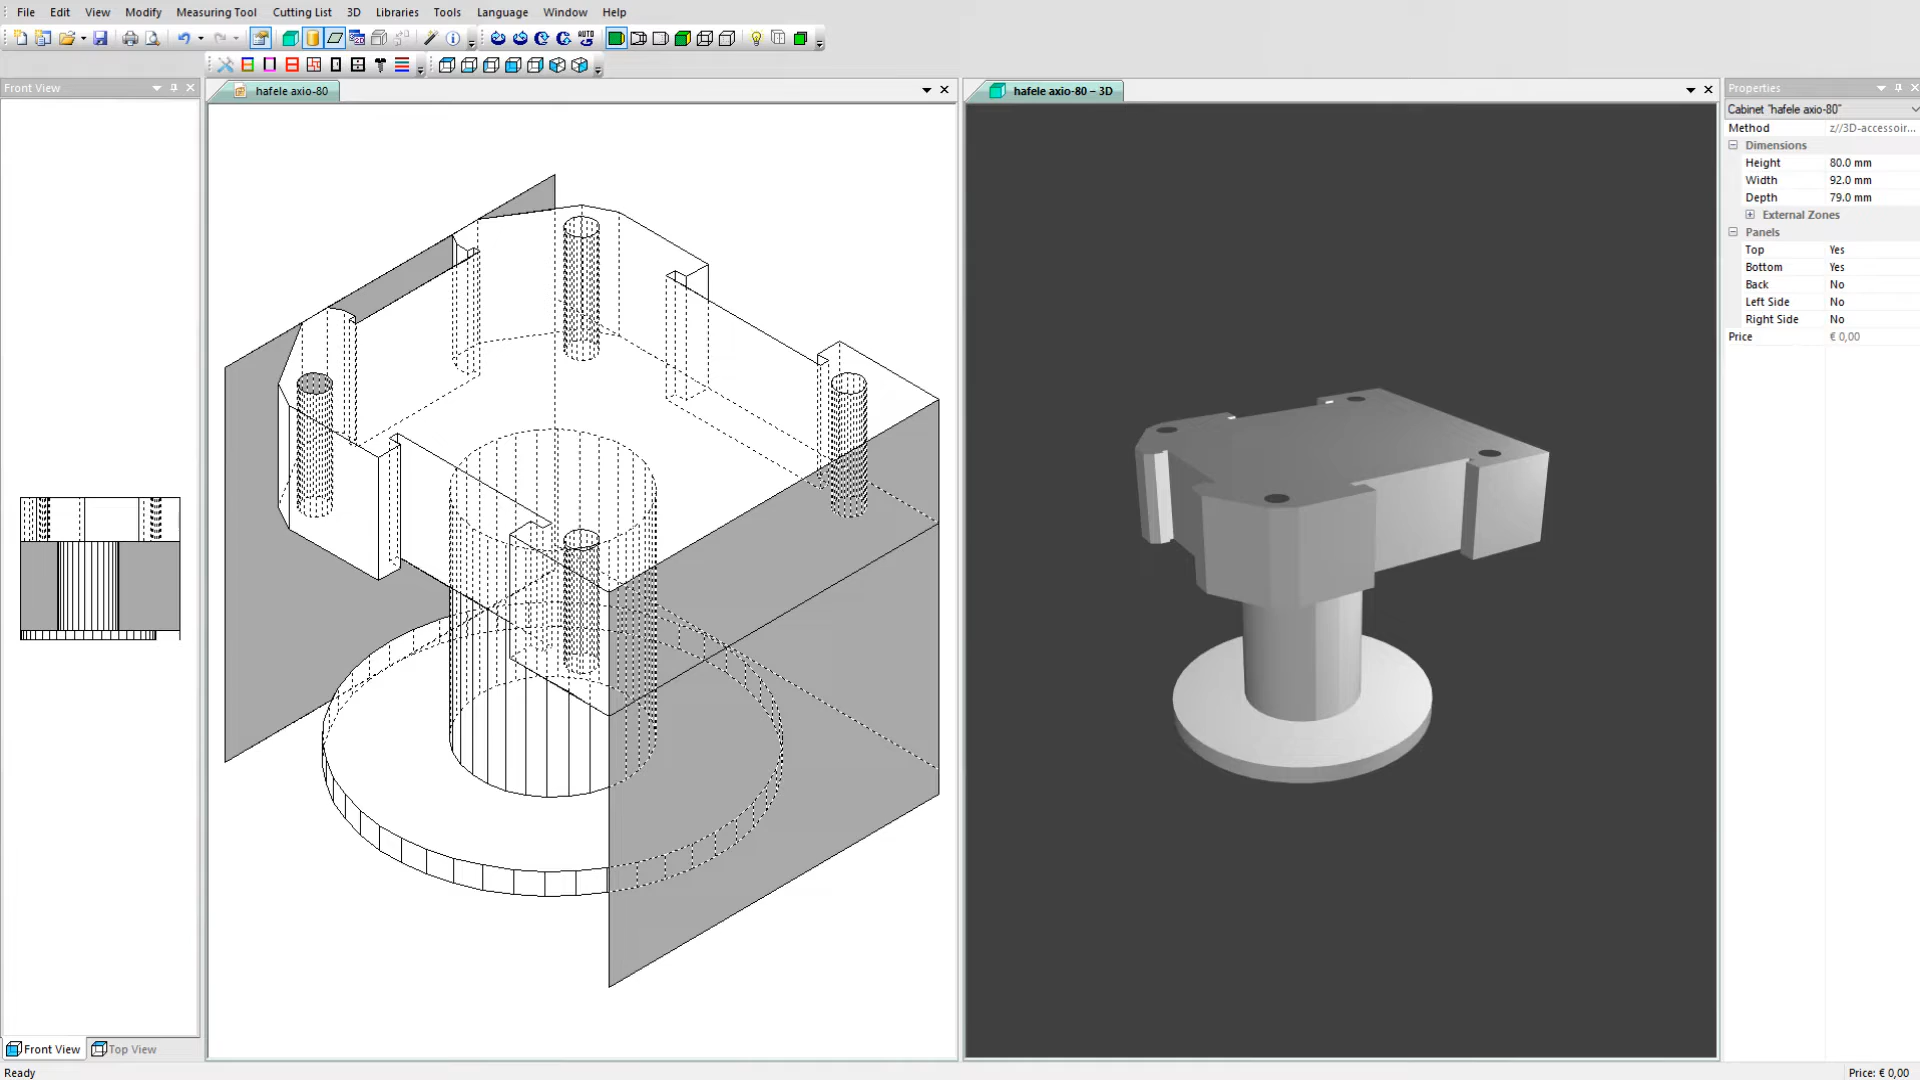 File Edit View Modify Measuring Tool Cutting List 3D Libraries Tools Language Window Help
AUTO
Front View
hafele axio-80
hafele axio-80 – 3D
Properties
Cabinet "hafele axio-80"
Method z//3D-accessoir...
Dimensions
Height 80.0 mm
Width 92.0 mm
Depth 79.0 mm
External Zones
Panels
Top Yes
Bottom Yes
Back No
Left Side No
Right Side No
Price € 0,00
Front View Top View
Ready Price: € 0,00